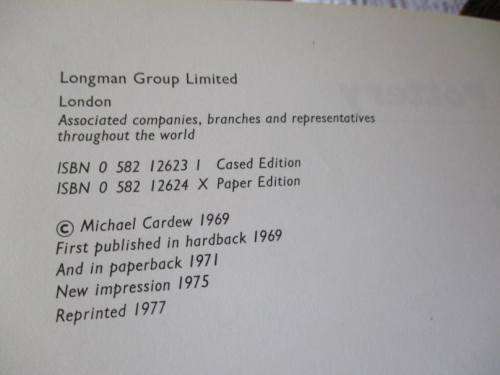 Longman Group Limited
London
Associated companies, branches and representatives
throughout the world
ISBN 0 582 12623 1 Cased Edition
ISBN 0 582 12624 X Paper Edition
© Michael Cardew 1969
First published in hardback 1969
And in paperback 1971
New impression 1975
Reprinted 1977